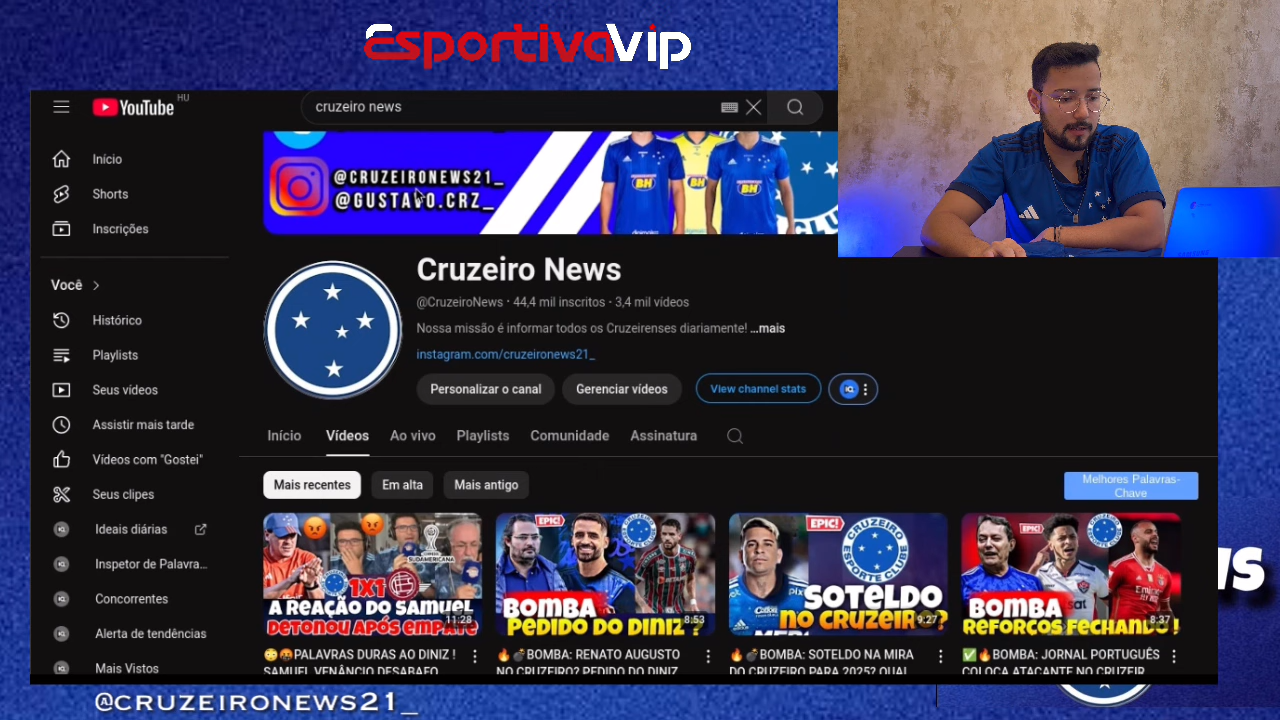 EsportivaVip
YouTube HU
cruzeiro news
Início
Shorts
Inscrições
Você
Histórico
Playlists
Seus vídeos
Assistir mais tarde
Vídeos com "Gostei"
Seus clipes
Ideais diárias
Inspetor de Palavra...
Concorrentes
Alerta de tendências
Mais Vistos
@CRUZEIRONEWS21_
@GUSTAVO.CRZ_
BH BH BH
Cruzeiro News
@CruzeiroNews · 44,4 mil inscritos · 3,4 mil vídeos
Nossa missão é informar todos os Cruzeirenses diariamente! ...mais
instagram.com/cruzeironews21_
Personalizar o canal
Gerenciar vídeos
View channel stats
Início
Vídeos
Ao vivo
Playlists
Comunidade
Assinatura
Mais recentes
Em alta
Mais antigo
Melhores Palavras-
Chave
SUDAMERICANA
1X1
A REAÇÃO DO SAMUEL
DETONOU APÓS EMPATE
11:28
😳🤬PALAVRAS DURAS AO DINIZ !
SAMUEL VENÂNCIO DESABAFO
EPIC!
BOMBA
PEDIDO DO DINIZ ?
8:53
🔥💣BOMBA: RENATO AUGUSTO
NO CRUZEIRO? PEDIDO DO DINIZ
EPIC!
CRUZEIRO
ESPORTE CLUBE
SOTELDO
NO CRUZEIRO?
9:27
🔥💣BOMBA: SOTELDO NA MIRA
DO CRUZEIRO PARA 2025? QUAL
EPIC!
BOMBA
REFORÇOS FECHANDO !
8:37
✅🔥BOMBA: JORNAL PORTUGUÊS
COLOCA ATACANTE NO CRUZEIR
@CRUZEIRONEWS21_